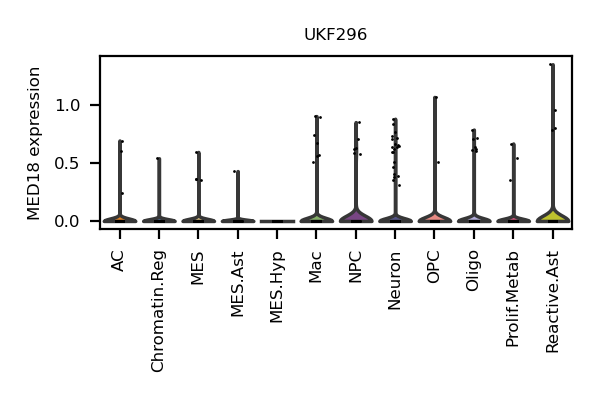 UKF296
MED18 expression
1.0
0.5
0.0
AC
Chromatin.Reg
MES
MES.Ast
MES.Hyp
Mac
NPC
Neuron
OPC
Oligo
Prolif.Metab
Reactive.Ast